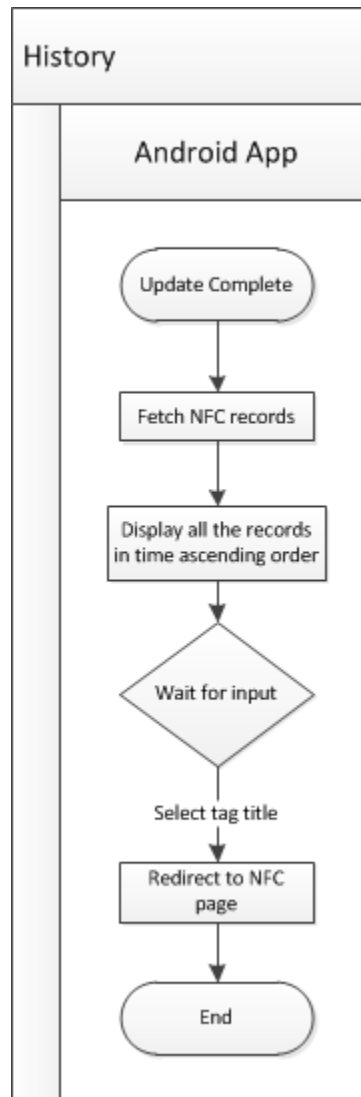 History
Android App
Update Complete
Fetch NFC records
Display all the records
in time ascending order
Wait for input
Select tag title
Redirect to NFC
page
End